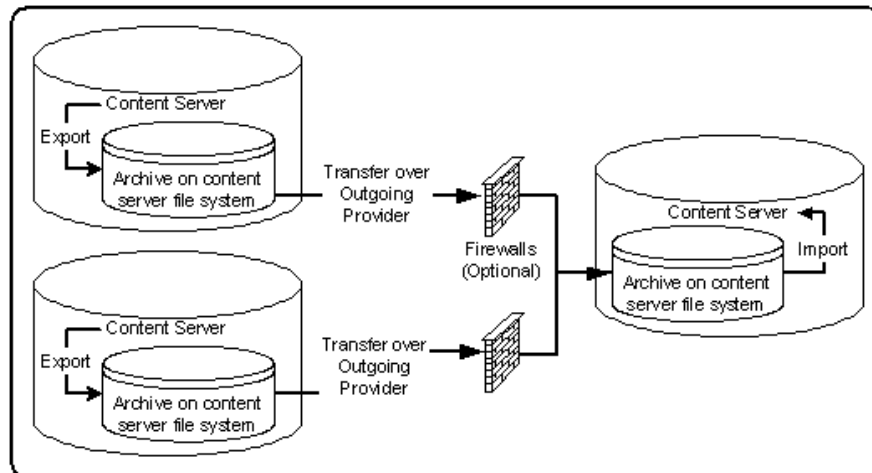 Content Server
Export
Archive on content
server file system
Transfer over
Outgoing
Provider
Firewalls
(Optional)
Content Server
Import
Archive on content
server file system
Content Server
Export
Archive on content
server file system
Transfer over
Outgoing
Provider